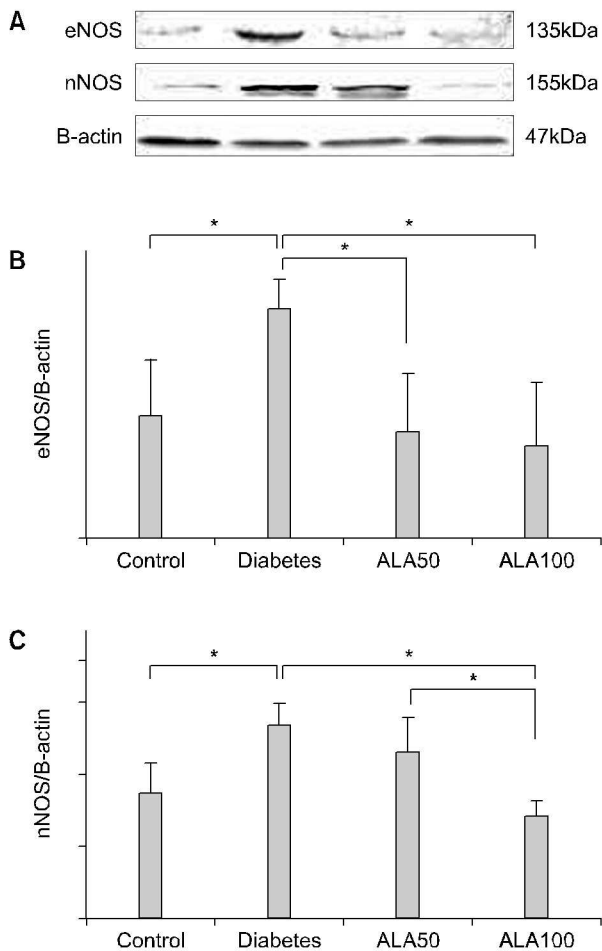 A
eNOS 135kDa
nNOS 155kDa
B-actin 47kDa
B
* *
*
eNOS/B-actin
Control Diabetes ALA50 ALA100
C
* *
*
nNOS/B-actin
Control Diabetes ALA50 ALA100